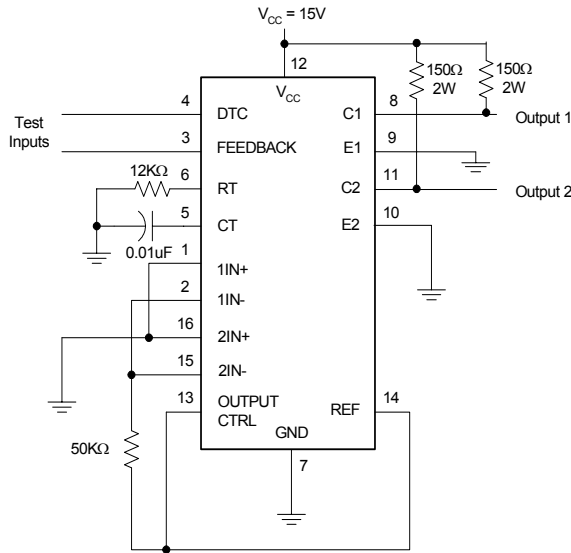 VCC = 15V
12
VCC
150Ω
2W
150Ω
2W
4
DTC
C1
8
Output 1
Test
Inputs
3
FEEDBACK
E1
9
12KΩ
6
RT
C2
11
Output 2
5
CT
E2
10
0.01uF
1
1IN+
2
1IN-
16
2IN+
15
2IN-
13
OUTPUT
CTRL
REF
14
50KΩ
GND
7